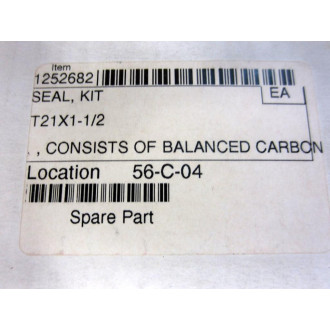 Item
1252682
SEAL, KIT EA
T21X1-1/2
. , CONSISTS OF BALANCED CARBON
Location 56-C-04
Spare Part